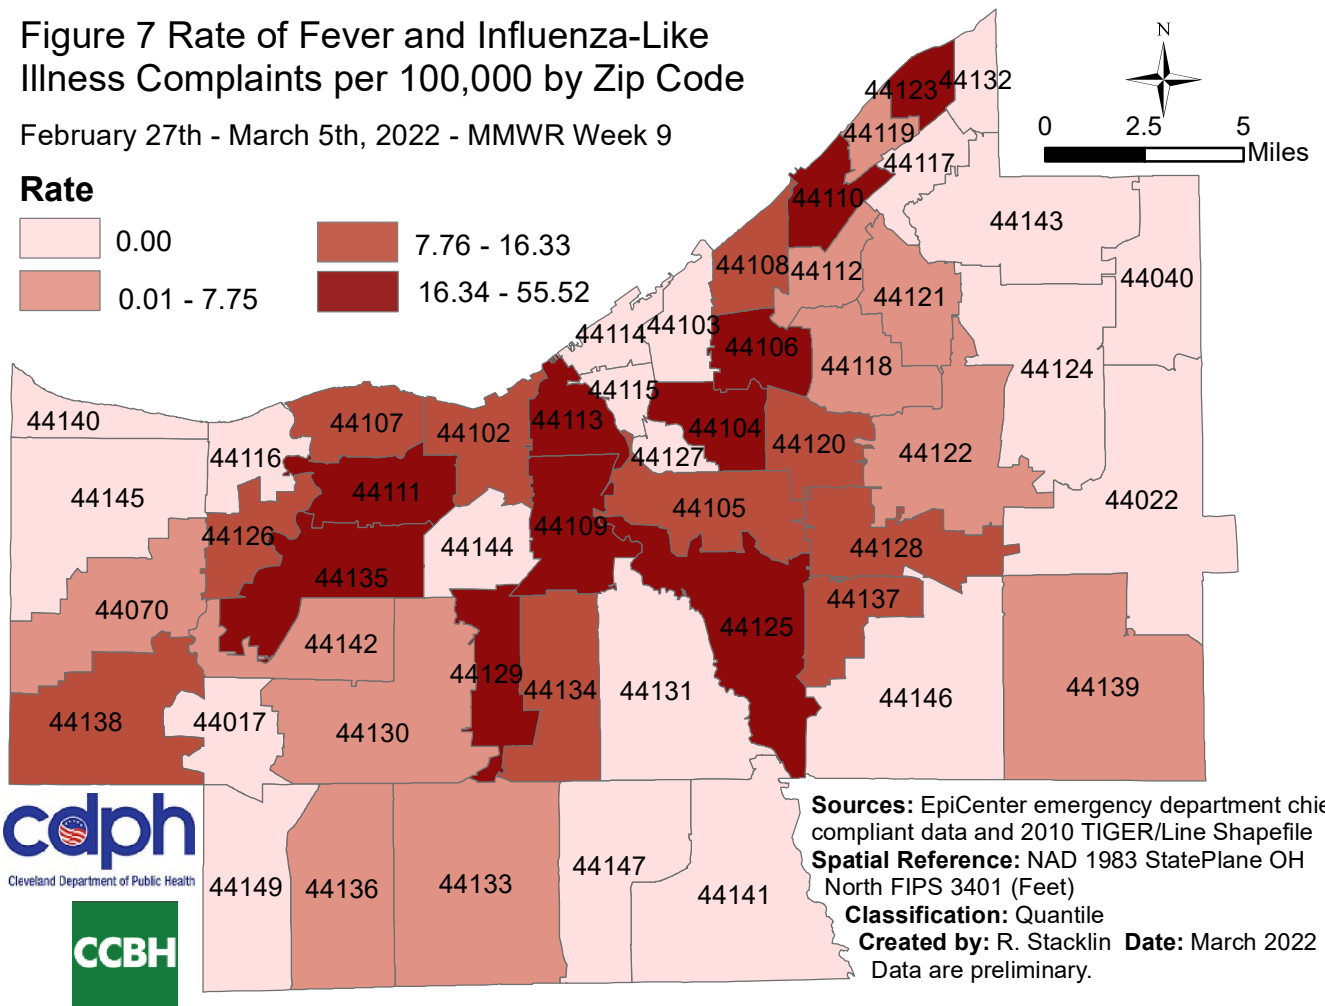 Figure 7 Rate of Fever and Influenza-Like
Illness Complaints per 100,000 by Zip Code
February 27th - March 5th, 2022 - MMWR Week 9
Rate
0.00
7.76 - 16.33
0.01 - 7.75
16.34 - 55.52
N
0 2.5 5
Miles
44123
44132
44119
44117
44110
44143
44108
44112
44040
44121
44114
44103
44106
44118
44124
44115
44140
44107
44102
44113
44104
44120
44116
44127
44122
44145
44111
44022
44126
44109
44105
44144
44128
44135
44070
44137
44142
44125
44129
44134
44131
44139
44146
44138
44017
44130
44149
44136
44133
44147
44141
cdph
Cleveland Department of Public Health
CCBH
Sources: EpiCenter emergency department chie
compliant data and 2010 TIGER/Line Shapefile
Spatial Reference: NAD 1983 StatePlane OH
North FIPS 3401 (Feet)
Classification: Quantile
Created by: R. Stacklin Date: March 2022
Data are preliminary.